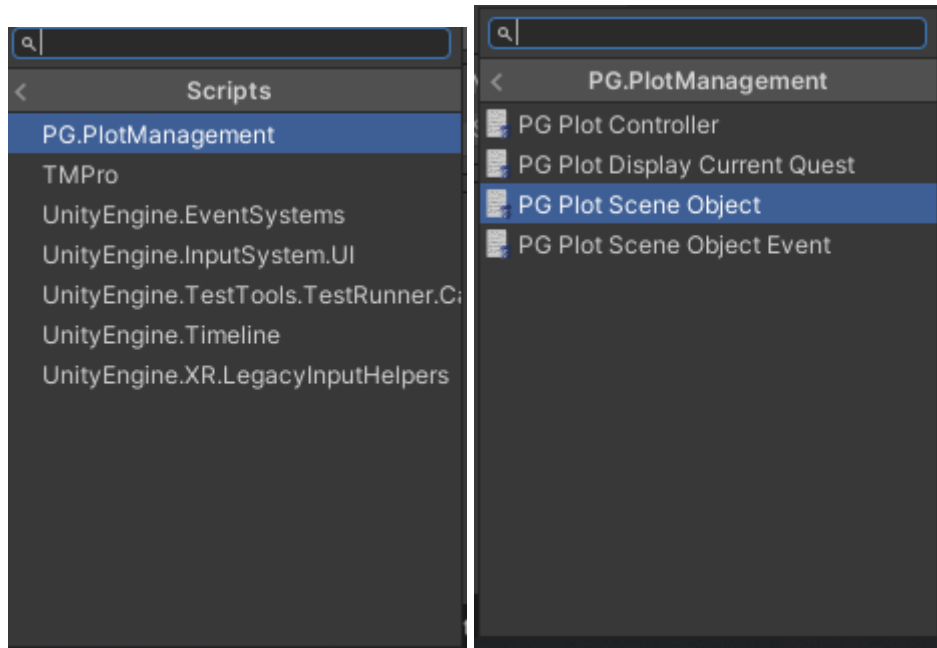 Scripts
PG.PlotManagement
TMPro
UnityEngine.EventSystems
UnityEngine.InputSystem.UI
UnityEngine.TestTools.TestRunner.Ca
UnityEngine.Timeline
UnityEngine.XR.LegacyInputHelpers
PG.PlotManagement
PG Plot Controller
PG Plot Display Current Quest
PG Plot Scene Object
PG Plot Scene Object Event